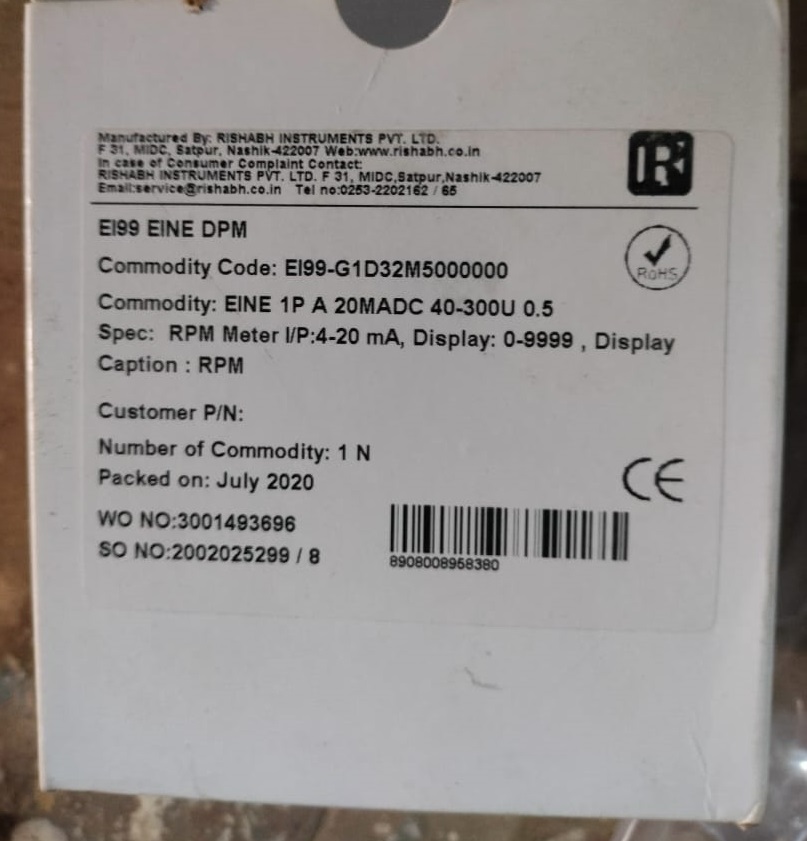 Manufactured By: RISHABH INSTRUMENTS PVT. LTD.
F 31, MIDC, Satpur, Nashik-422007 Web:www.rishabh.co.in
In case of Consumer Complaint Contact:
RISHABH INSTRUMENTS PVT. LTD. F 31, MIDC,Satpur,Nashik-422007
Email:service@rishabh.co.in Tel no:0253-2202162 / 65
R
EI99 EINE DPM
RoHS
Commodity Code: EI99-G1D32M5000000
Commodity: EINE 1P A 20MADC 40-300U 0.5
Spec: RPM Meter I/P:4-20 mA, Display: 0-9999 , Display
Caption : RPM
Customer P/N:
Number of Commodity: 1 N
Packed on: July 2020
CE
WO NO:3001493696
SO NO:2002025299 / 8
8908008958380